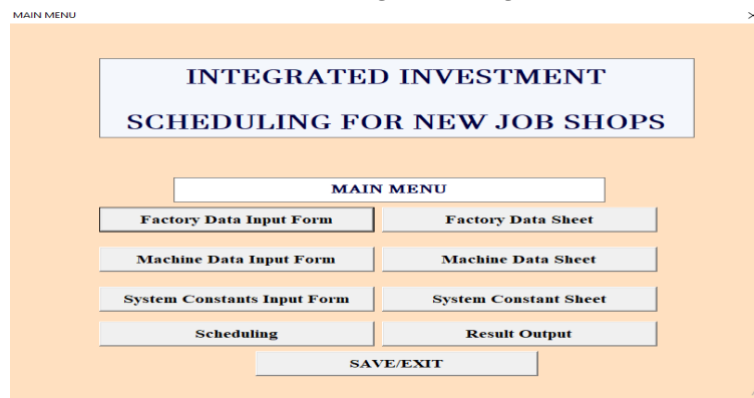 MAIN MENU
INTEGRATED INVESTMENT
SCHEDULING FOR NEW JOB SHOPS
MAIN MENU
Factory Data Input Form
Factory Data Sheet
Machine Data Input Form
Machine Data Sheet
System Constants Input Form
System Constant Sheet
Scheduling
Result Output
SAVE/EXIT